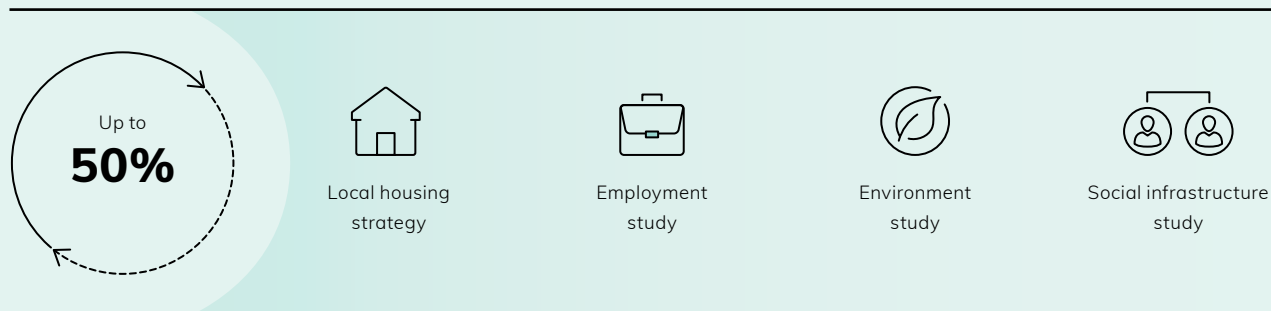 Up to
50%
Local housing
strategy
Employment
study
Environment
study
Social infrastructure
study